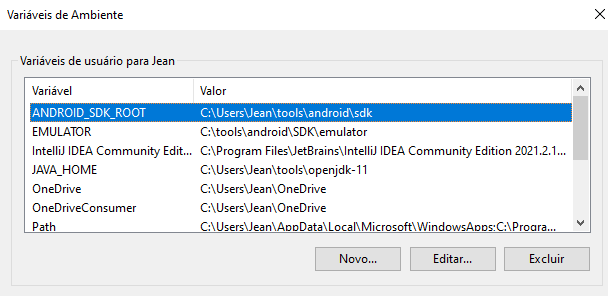 Variáveis de Ambiente
Variáveis de usuário para Jean
Variável Valor
ANDROID_SDK_ROOT C:\Users\Jean\tools\android\sdk
EMULATOR C:\tools\android\SDK\emulator
IntelliJ IDEA Community Edit... C:\Program Files\JetBrains\IntelliJ IDEA Community Edition 2021.2.1...
JAVA_HOME C:\Users\Jean\tools\openjdk-11
OneDrive C:\Users\Jean\OneDrive
OneDriveConsumer C:\Users\Jean\OneDrive
Path C:\Users\Jean\AppData\Local\Microsoft\WindowsApps;C:\Progra...
Novo... Editar... Excluir